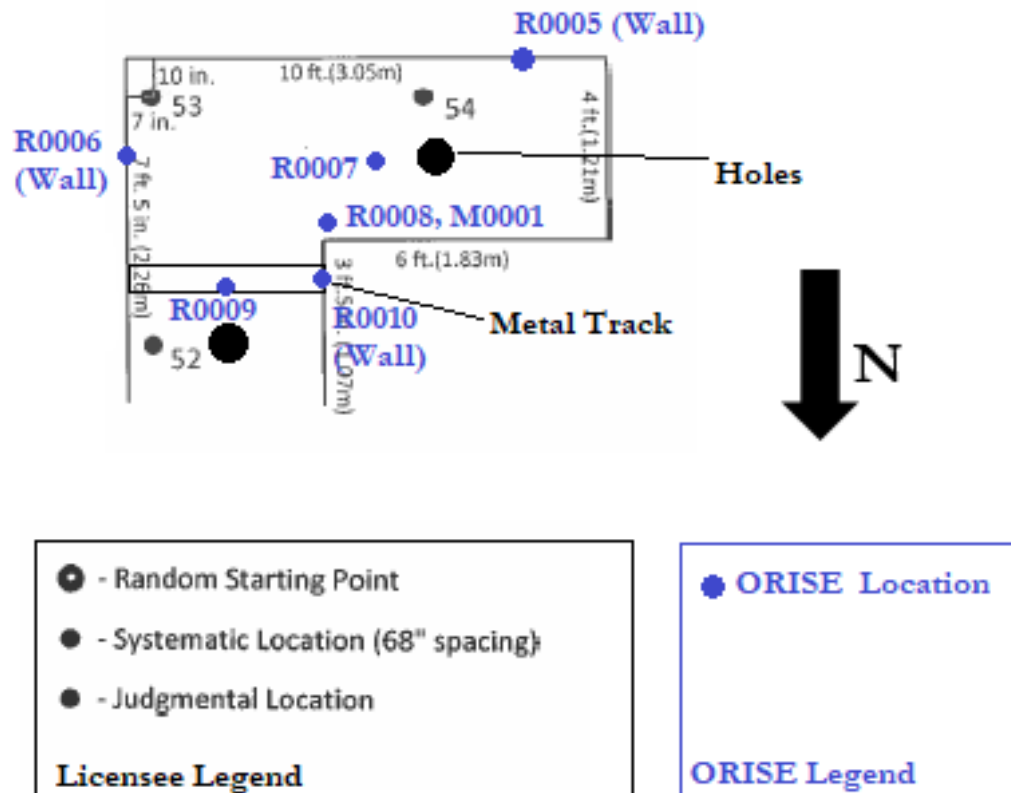 R0005 (Wall)
10 in.
10 ft.(3.05m)
53
54
7 in.
4 ft.(1.21m)
R0006
(Wall)
R0007
Holes
7 ft. 5 in. (2.26m)
R0008, M0001
6 ft.(1.83m)
R0009
R0010
(Wall)
Metal Track
52
N
- Random Starting Point
- Systematic Location (68" spacing)
- Judgmental Location
Licensee Legend
ORISE Location
ORISE Legend